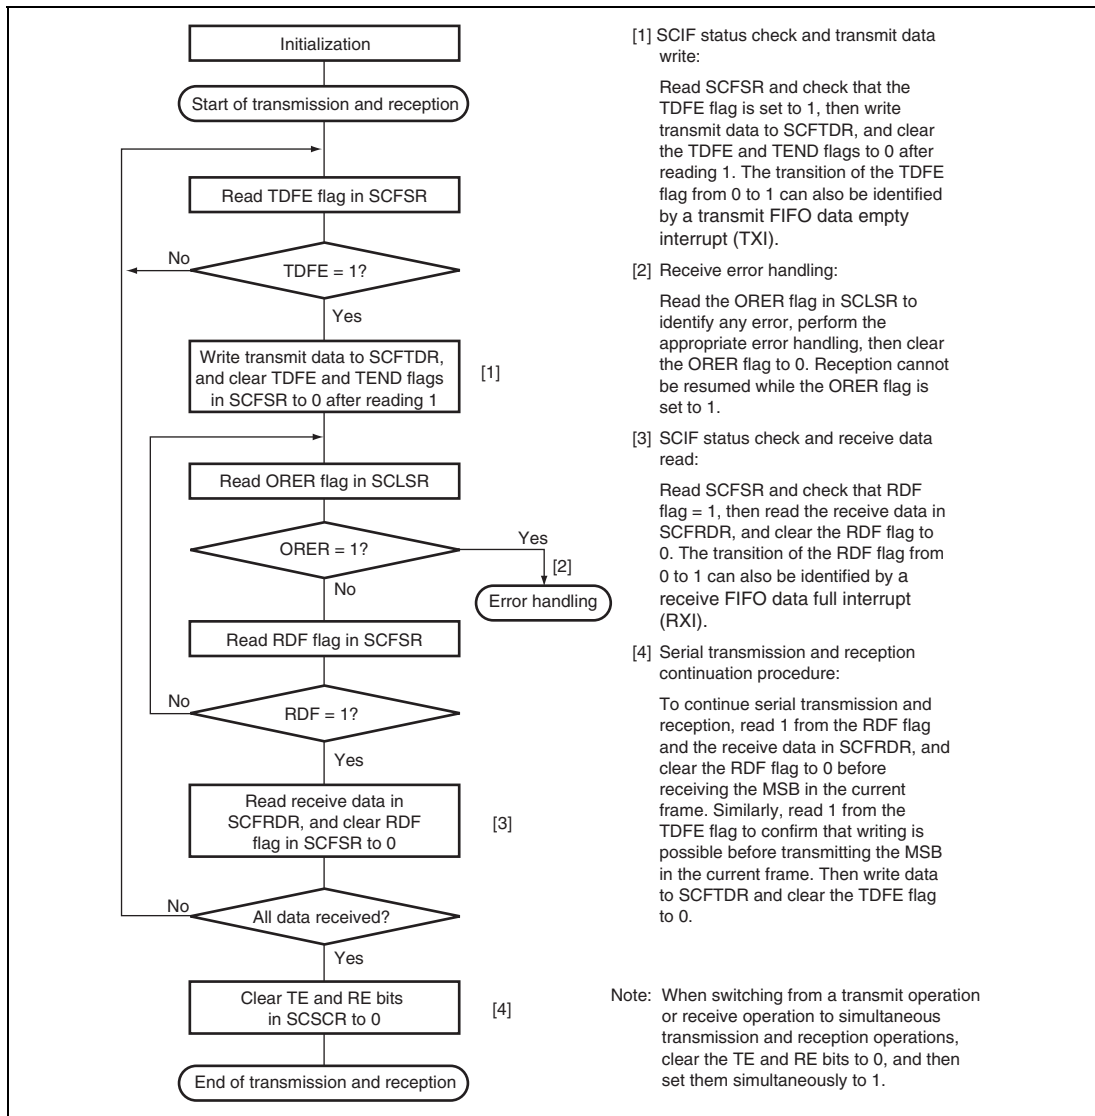 Initialization
Start of transmission and reception
Read TDFE flag in SCFSR
No
TDFE = 1?
Yes
Write transmit data to SCFTDR,
and clear TDFE and TEND flags
in SCFSR to 0 after reading 1
[1]
Read ORER flag in SCLSR
ORER = 1?
Yes
[2]
No
Error handling
Read RDF flag in SCFSR
No
RDF = 1?
Yes
Read receive data in
SCFRDR, and clear RDF
flag in SCFSR to 0
[3]
No
All data received?
Yes
Clear TE and RE bits
in SCSCR to 0
[4]
End of transmission and reception
[1] SCIF status check and transmit data
write:
Read SCFSR and check that the
TDFE flag is set to 1, then write
transmit data to SCFTDR, and clear
the TDFE and TEND flags to 0 after
reading 1. The transition of the TDFE
flag from 0 to 1 can also be identified
by a transmit FIFO data empty
interrupt (TXI).
[2] Receive error handling:
Read the ORER flag in SCLSR to
identify any error, perform the
appropriate error handling, then clear
the ORER flag to 0. Reception cannot
be resumed while the ORER flag is
set to 1.
[3] SCIF status check and receive data
read:
Read SCFSR and check that RDF
flag = 1, then read the receive data in
SCFRDR, and clear the RDF flag to
0. The transition of the RDF flag from
0 to 1 can also be identified by a
receive FIFO data full interrupt
(RXI).
[4] Serial transmission and reception
continuation procedure:
To continue serial transmission and
reception, read 1 from the RDF flag
and the receive data in SCFRDR, and
clear the RDF flag to 0 before
receiving the MSB in the current
frame. Similarly, read 1 from the
TDFE flag to confirm that writing is
possible before transmitting the MSB
in the current frame. Then write data
to SCFTDR and clear the TDFE flag
to 0.
Note: When switching from a transmit operation
or receive operation to simultaneous
transmission and reception operations,
clear the TE and RE bits to 0, and then
set them simultaneously to 1.